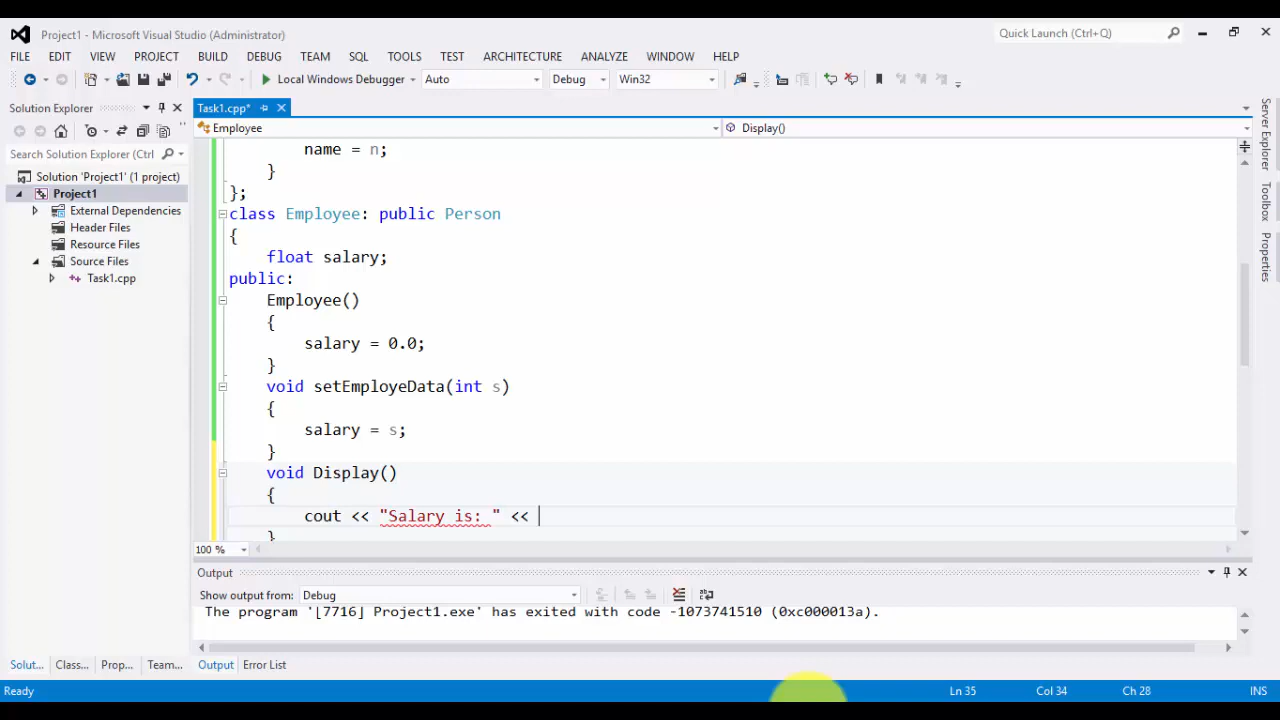 Project1 - Microsoft Visual Studio (Administrator)
Quick Launch (Ctrl+Q)
FILE EDIT VIEW PROJECT BUILD DEBUG TEAM SQL TOOLS TEST ARCHITECTURE ANALYZE WINDOW HELP
Local Windows Debugger Auto Debug Win32
Solution Explorer
Search Solution Explorer (Ctrl
Solution 'Project1' (1 project)
Project1
External Dependencies
Header Files
Resource Files
Source Files
Task1.cpp
Task1.cpp*
Employee Display()
name = n;
}
};
class Employee: public Person
{
float salary;
public:
Employee()
{
salary = 0.0;
}
void setEmployeData(int s)
{
salary = s;
}
void Display()
{
cout << "Salary is: " <<
}
100 %
Output
Show output from: Debug
The program '[7716] Project1.exe' has exited with code -1073741510 (0xc000013a).
Solut... Class... Prop... Team... Output Error List
Ready Ln 35 Col 34 Ch 28 INS
Server Explorer
Toolbox
Properties